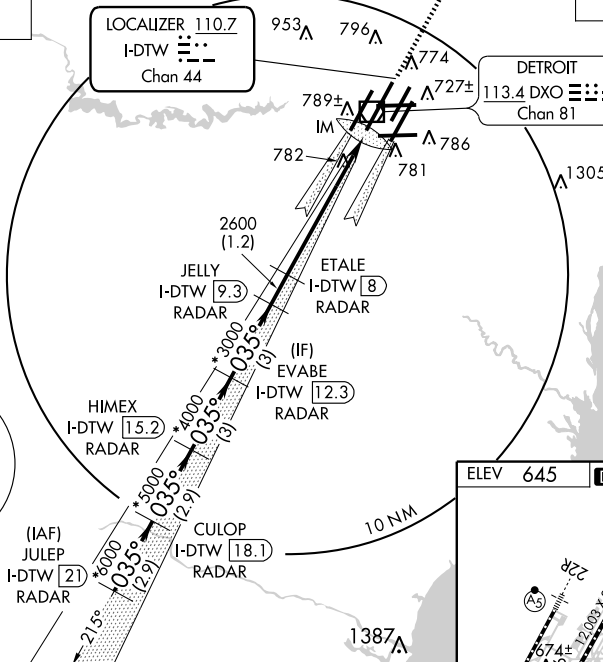 LOCALIZER 110.7
I-DTW
Chan 44
953
796
774
727±
DETROIT
113.4 DXO
Chan 81
789±
IM
786
782
781
1305
2600
(1.2)
JELLY
I-DTW 9.3
RADAR
ETALE
I-DTW 8
RADAR
*3000
035°
(3)
(IF)
EVABE
I-DTW 12.3
RADAR
HIMEX
I-DTW 15.2
RADAR
*4000
035°
(3)
*5000
035°
(2.9)
CULOP
I-DTW 18.1
RADAR
10 NM
(IAF)
JULEP
I-DTW 21
RADAR
*6000
035°
(2.9)
215°
1387
ELEV 645
D
22R
A5
12,003 X
674±